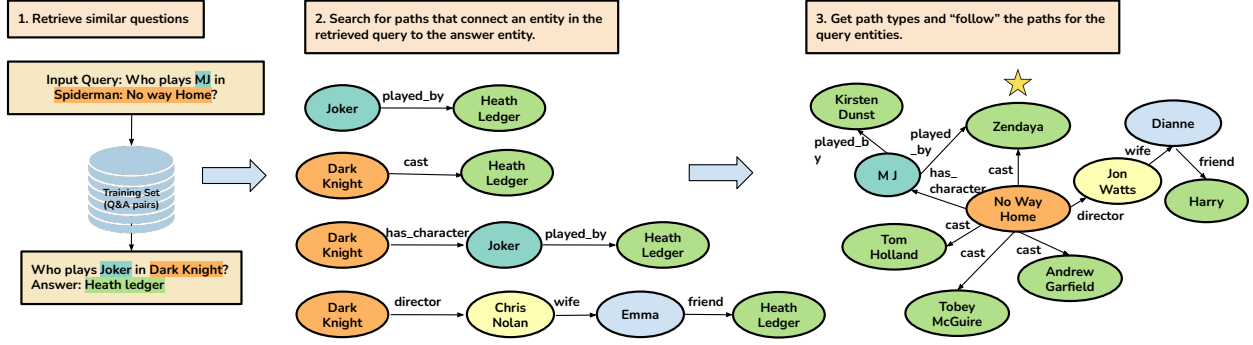 1. Retrieve similar questions
Input Query: Who plays MJ in
Spiderman: No way Home?
Training Set
(Q&A pairs)
Who plays Joker in Dark Knight?
Answer: Heath ledger
2. Search for paths that connect an entity in the
retrieved query to the answer entity.
Joker
played_by
Heath
Ledger
Dark
Knight
cast
Heath
Ledger
Dark
Knight
has_character
Joker
played_by
Heath
Ledger
Dark
Knight
director
Chris
Nolan
wife
Emma
friend
Heath
Ledger
3. Get path types and “follow” the paths for the
query entities.
Kirsten
Dunst
played_b
y
played
_by
Zendaya
Dianne
M J
has_
character
cast
wife
Jon
Watts
friend
Harry
No Way
Home
director
cast
Tom
Holland
cast
cast
Andrew
Garfield
Tobey
McGuire